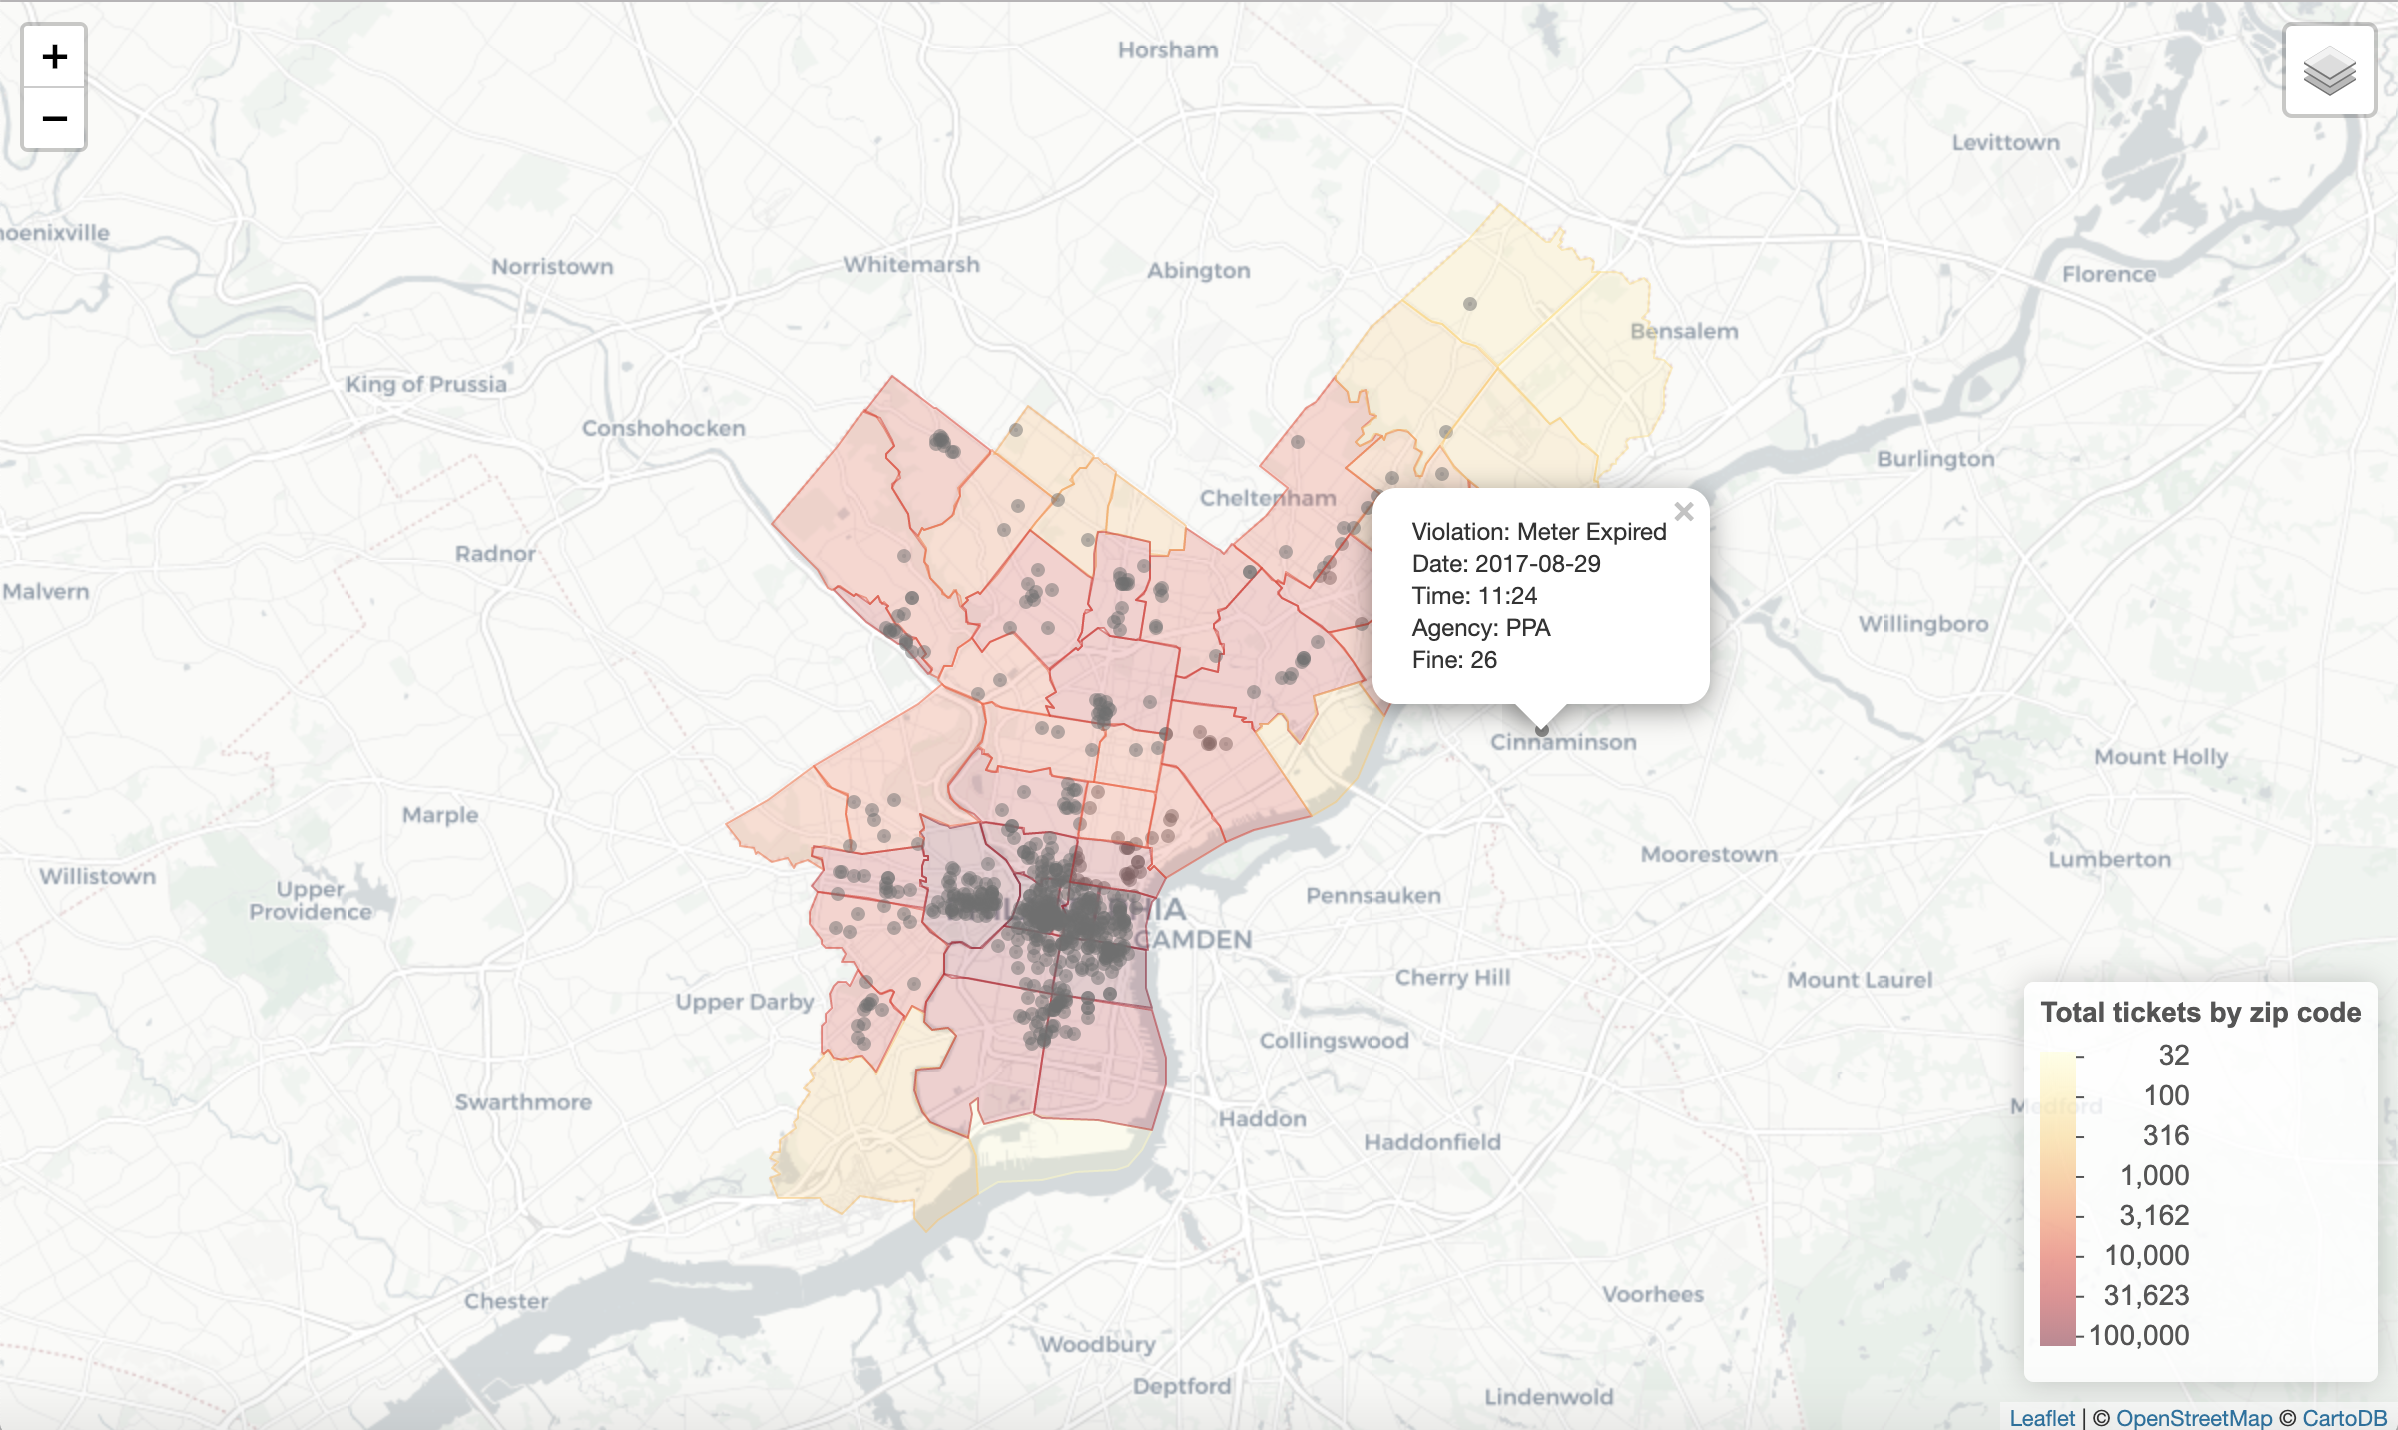 +
−
Horsham
Levittown
hoenixville
Norristown
Whitemarsh
Abington
Florence
Bensalem
King of Prussia
Conshohocken
Burlington
Cheltenham
×
Violation: Meter Expired
Date: 2017-08-29
Time: 11:24
Agency: PPA
Fine: 26
Radnor
Malvern
Willingboro
Cinnaminson
Mount Holly
Marple
Moorestown
Lumberton
Willistown
Upper
Providence
Pennsauken
IA
CAMDEN
Cherry Hill
Mount Laurel
Upper Darby
Collingswood
Swarthmore
Haddon
Haddonfield
Medford
Total tickets by zip code
32
100
316
1,000
3,162
10,000
31,623
100,000
Chester
Voorhees
Woodbury
Deptford
Lindenwold
Leaflet | © OpenStreetMap © CartoDB